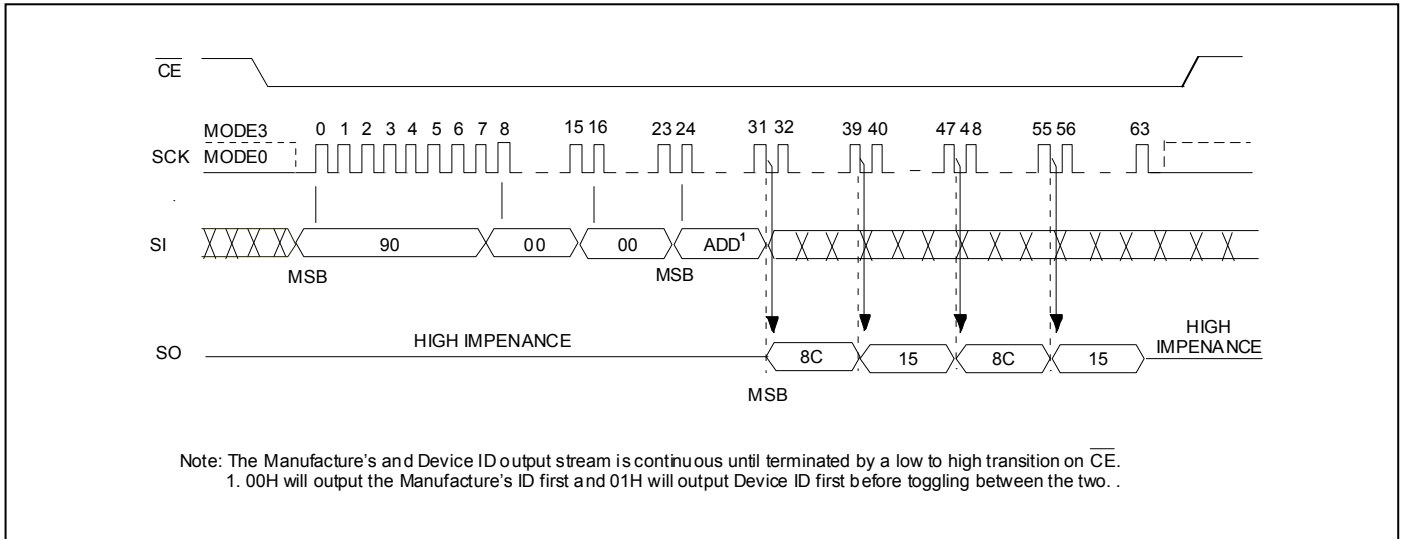 CE
MODE3
0 1 2 3 4 5 6 7 8 15 16 23 24 31 32 39 40 47 48 55 56 63
SCK MODE0
SI 90 00 00 ADD1
MSB MSB
HIGH IMPENANCE
HIGH IMPENANCE
SO 8C 15 8C 15
MSB
Note: The Manufacture's and Device ID output stream is continuous until terminated by a low to high transition on CE.
1. 00H will output the Manufacture's ID first and 01H will output Device ID first before toggling between the two. .